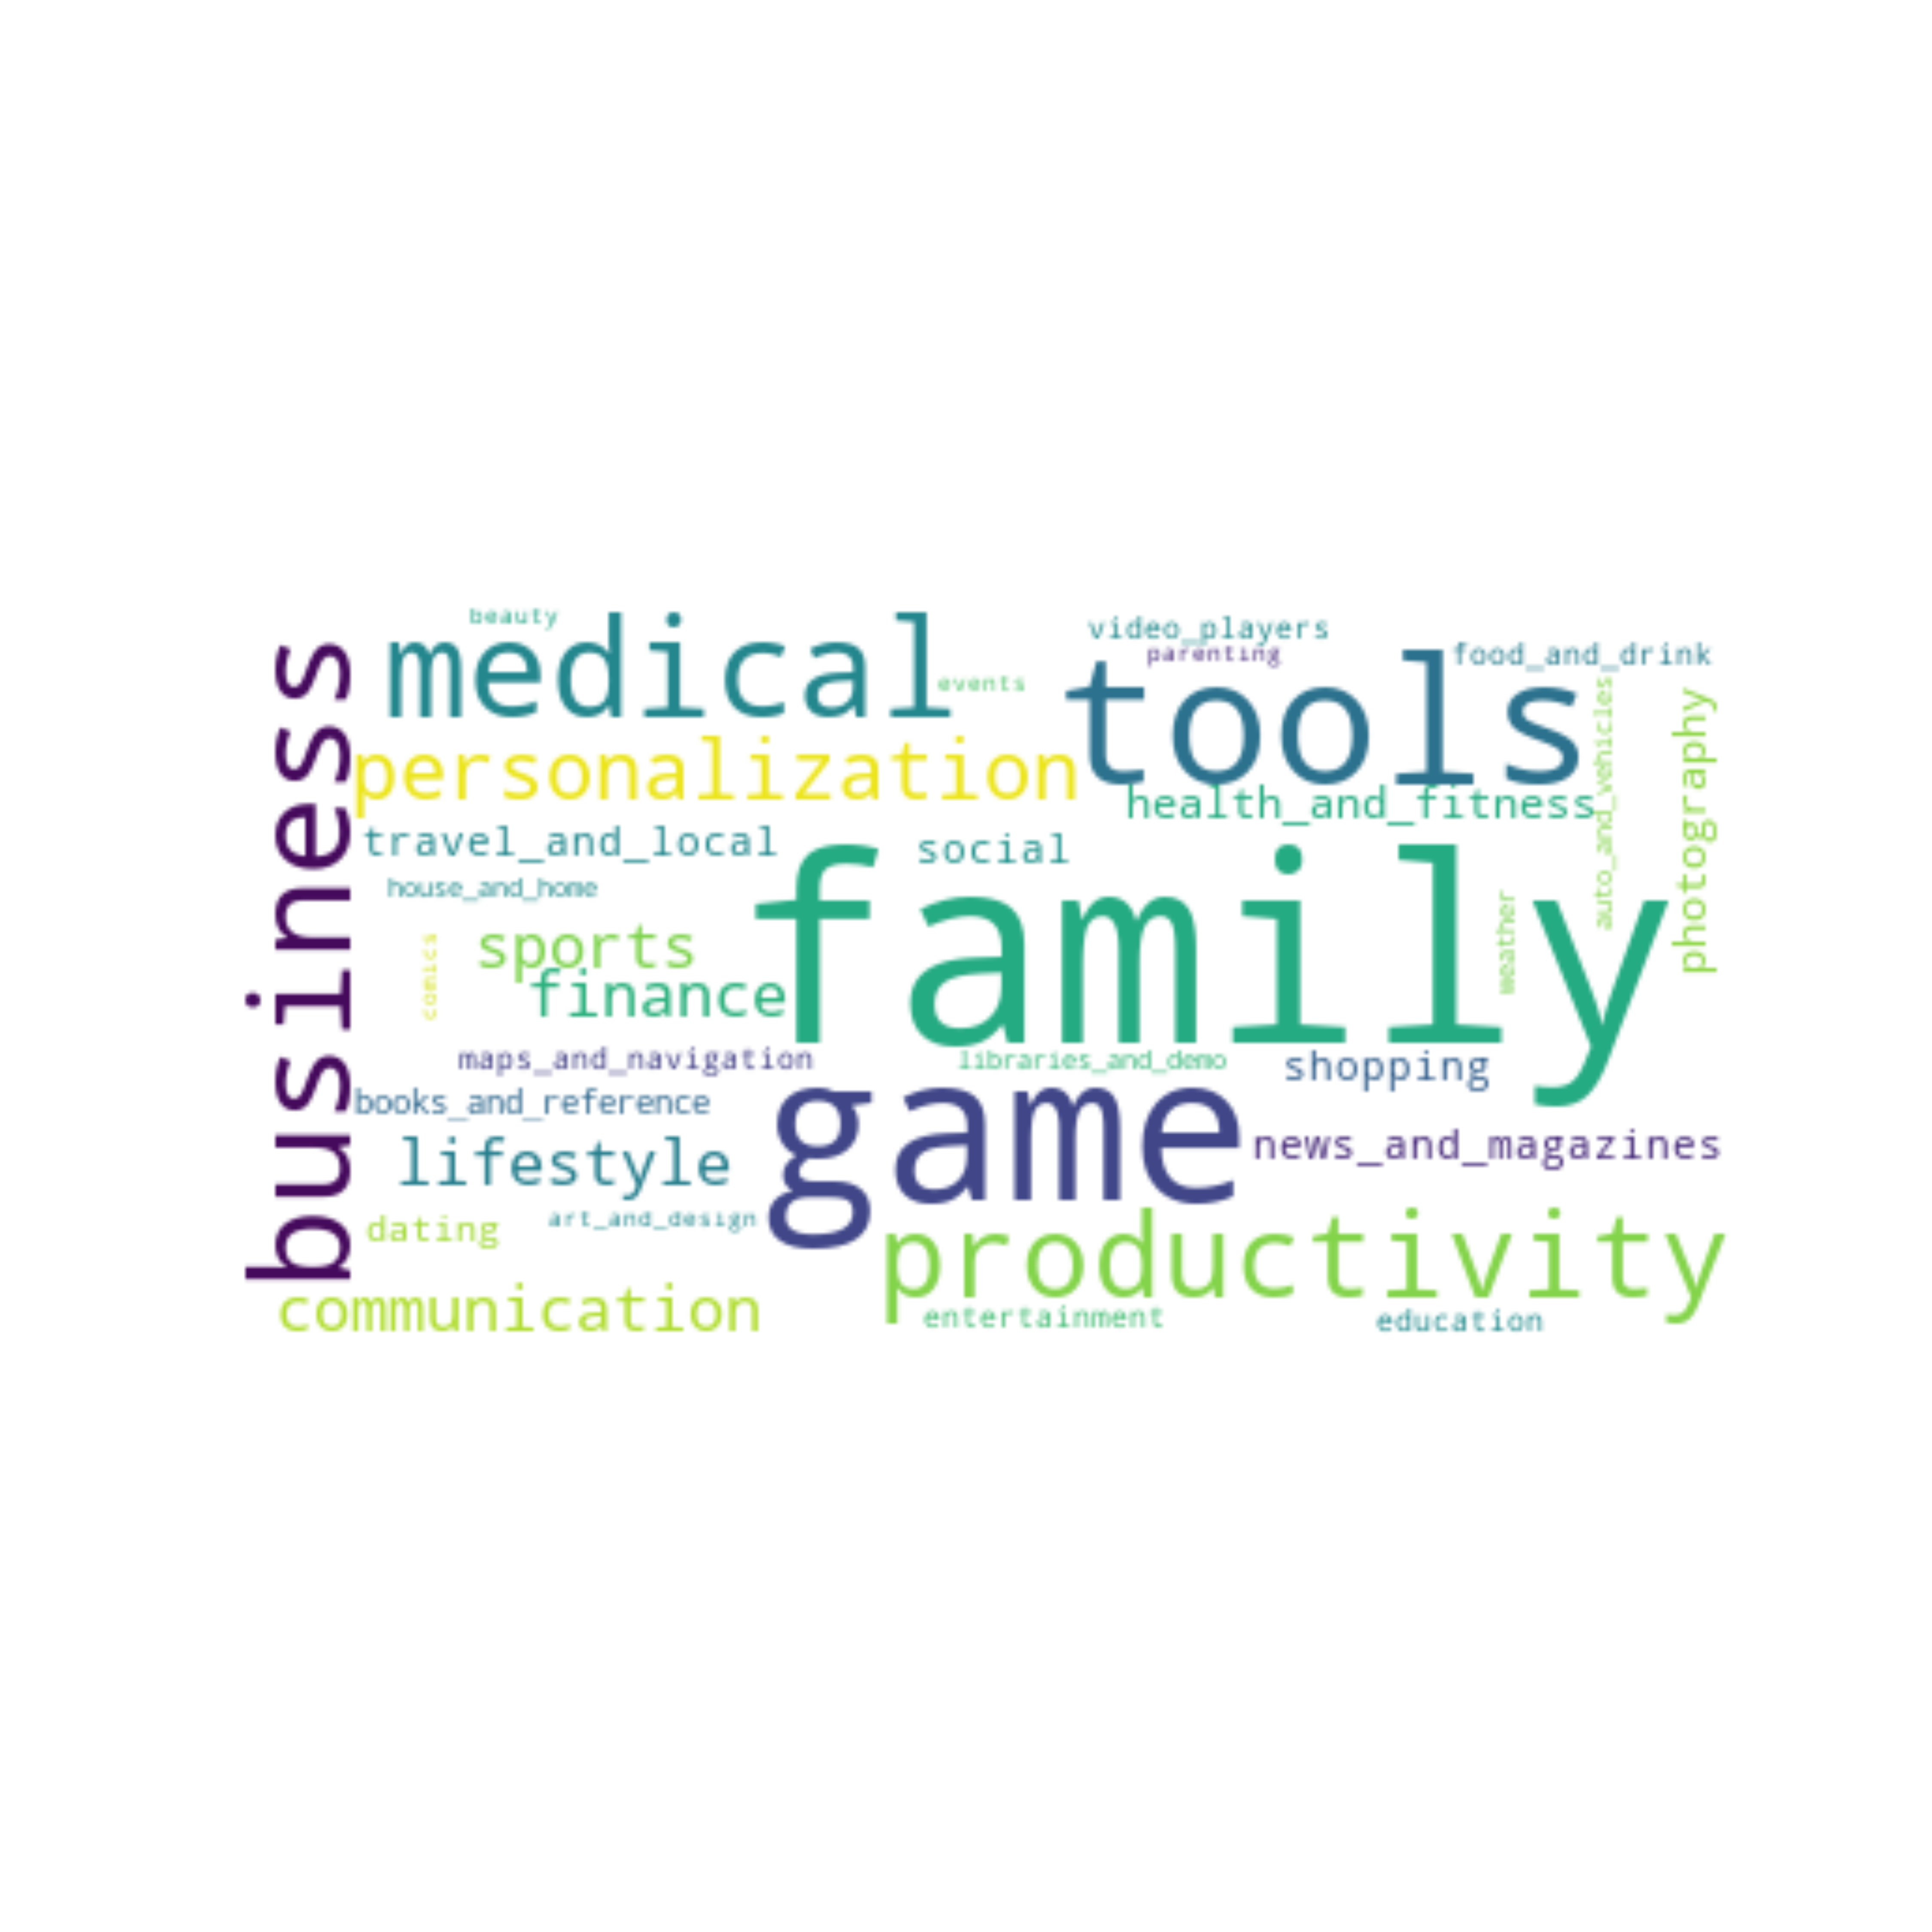 business
beauty
medical
video_players
parenting
food_and_drink
events
tools
personalization
health_and_fitness
auto_and_vehicles
photography
travel_and_local
social
house_and_home
family
weather
sports
comics
finance
maps_and_navigation
libraries_and_demo
shopping
books_and_reference
game
news_and_magazines
lifestyle
dating
art_and_design
productivity
communication
entertainment
education